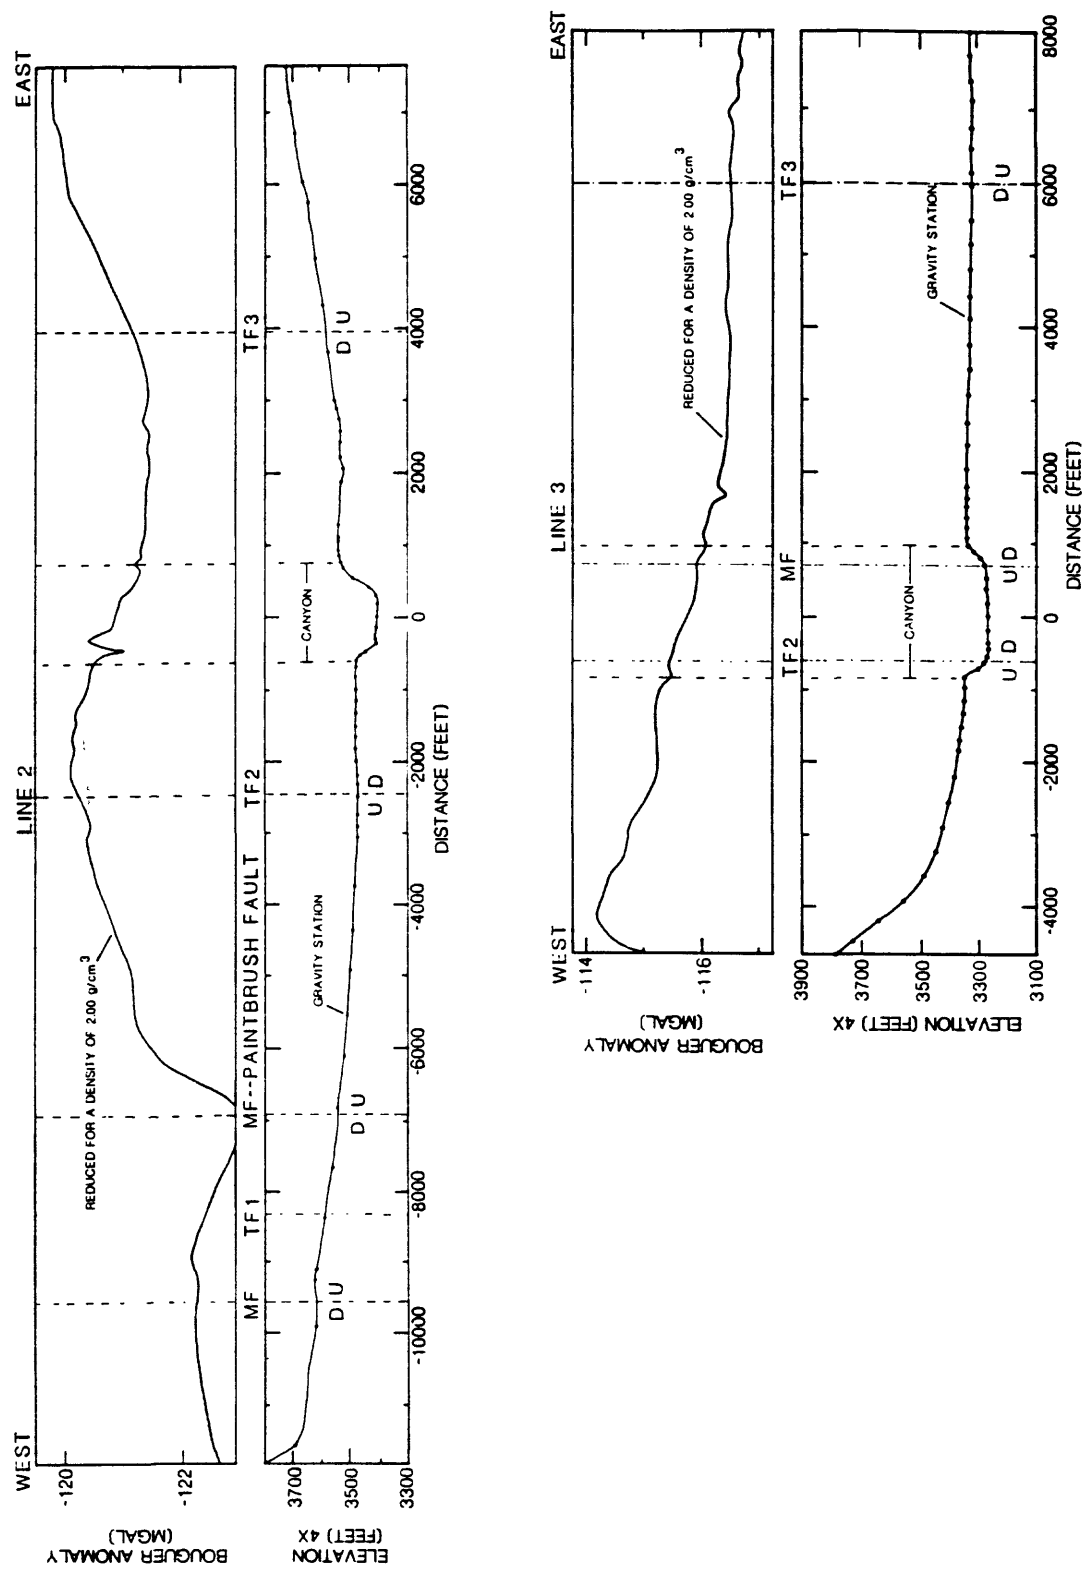 LINE 2
WEST
EAST
BOUGUER ANOMALY
(MGAL)
-120
-122
REDUCED FOR A DENSITY OF 2.00 g/cm3
MF
TF1
MF--PAINTBRUSH FAULT
TF2
TF3
ELEVATION
(FEET) 4X
3700
3500
3300
D U
D U
GRAVITY STATION
U D
CANYON
D U
-10000
-8000
-6000
-4000
-2000
0
2000
4000
6000
DISTANCE (FEET)
LINE 3
WEST
EAST
BOUGUER ANOMALY
(MGAL)
-114
-116
REDUCED FOR A DENSITY OF 2 00 g/cm3
TF2
MF
TF3
ELEVATION (FEET) 4X
3900
3700
3500
3300
3100
CANYON
GRAVITY STATION
U D
U D
D U
-4000
-2000
0
2000
4000
6000
8000
DISTANCE (FEET)